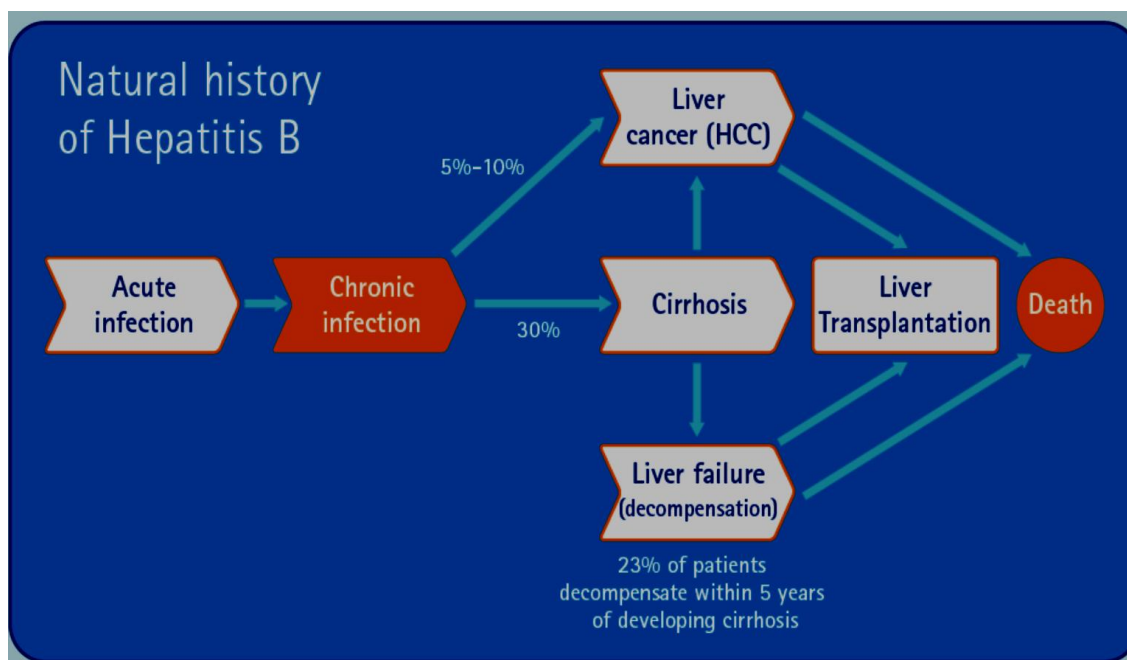 Natural history
of Hepatitis B
Liver
cancer (HCC)
5%-10%
Acute
infection
Chronic
infection
30%
Cirrhosis
Liver
Transplantation
Death
Liver failure
(decompensation)
23% of patients
decompensate within 5 years
of developing cirrhosis